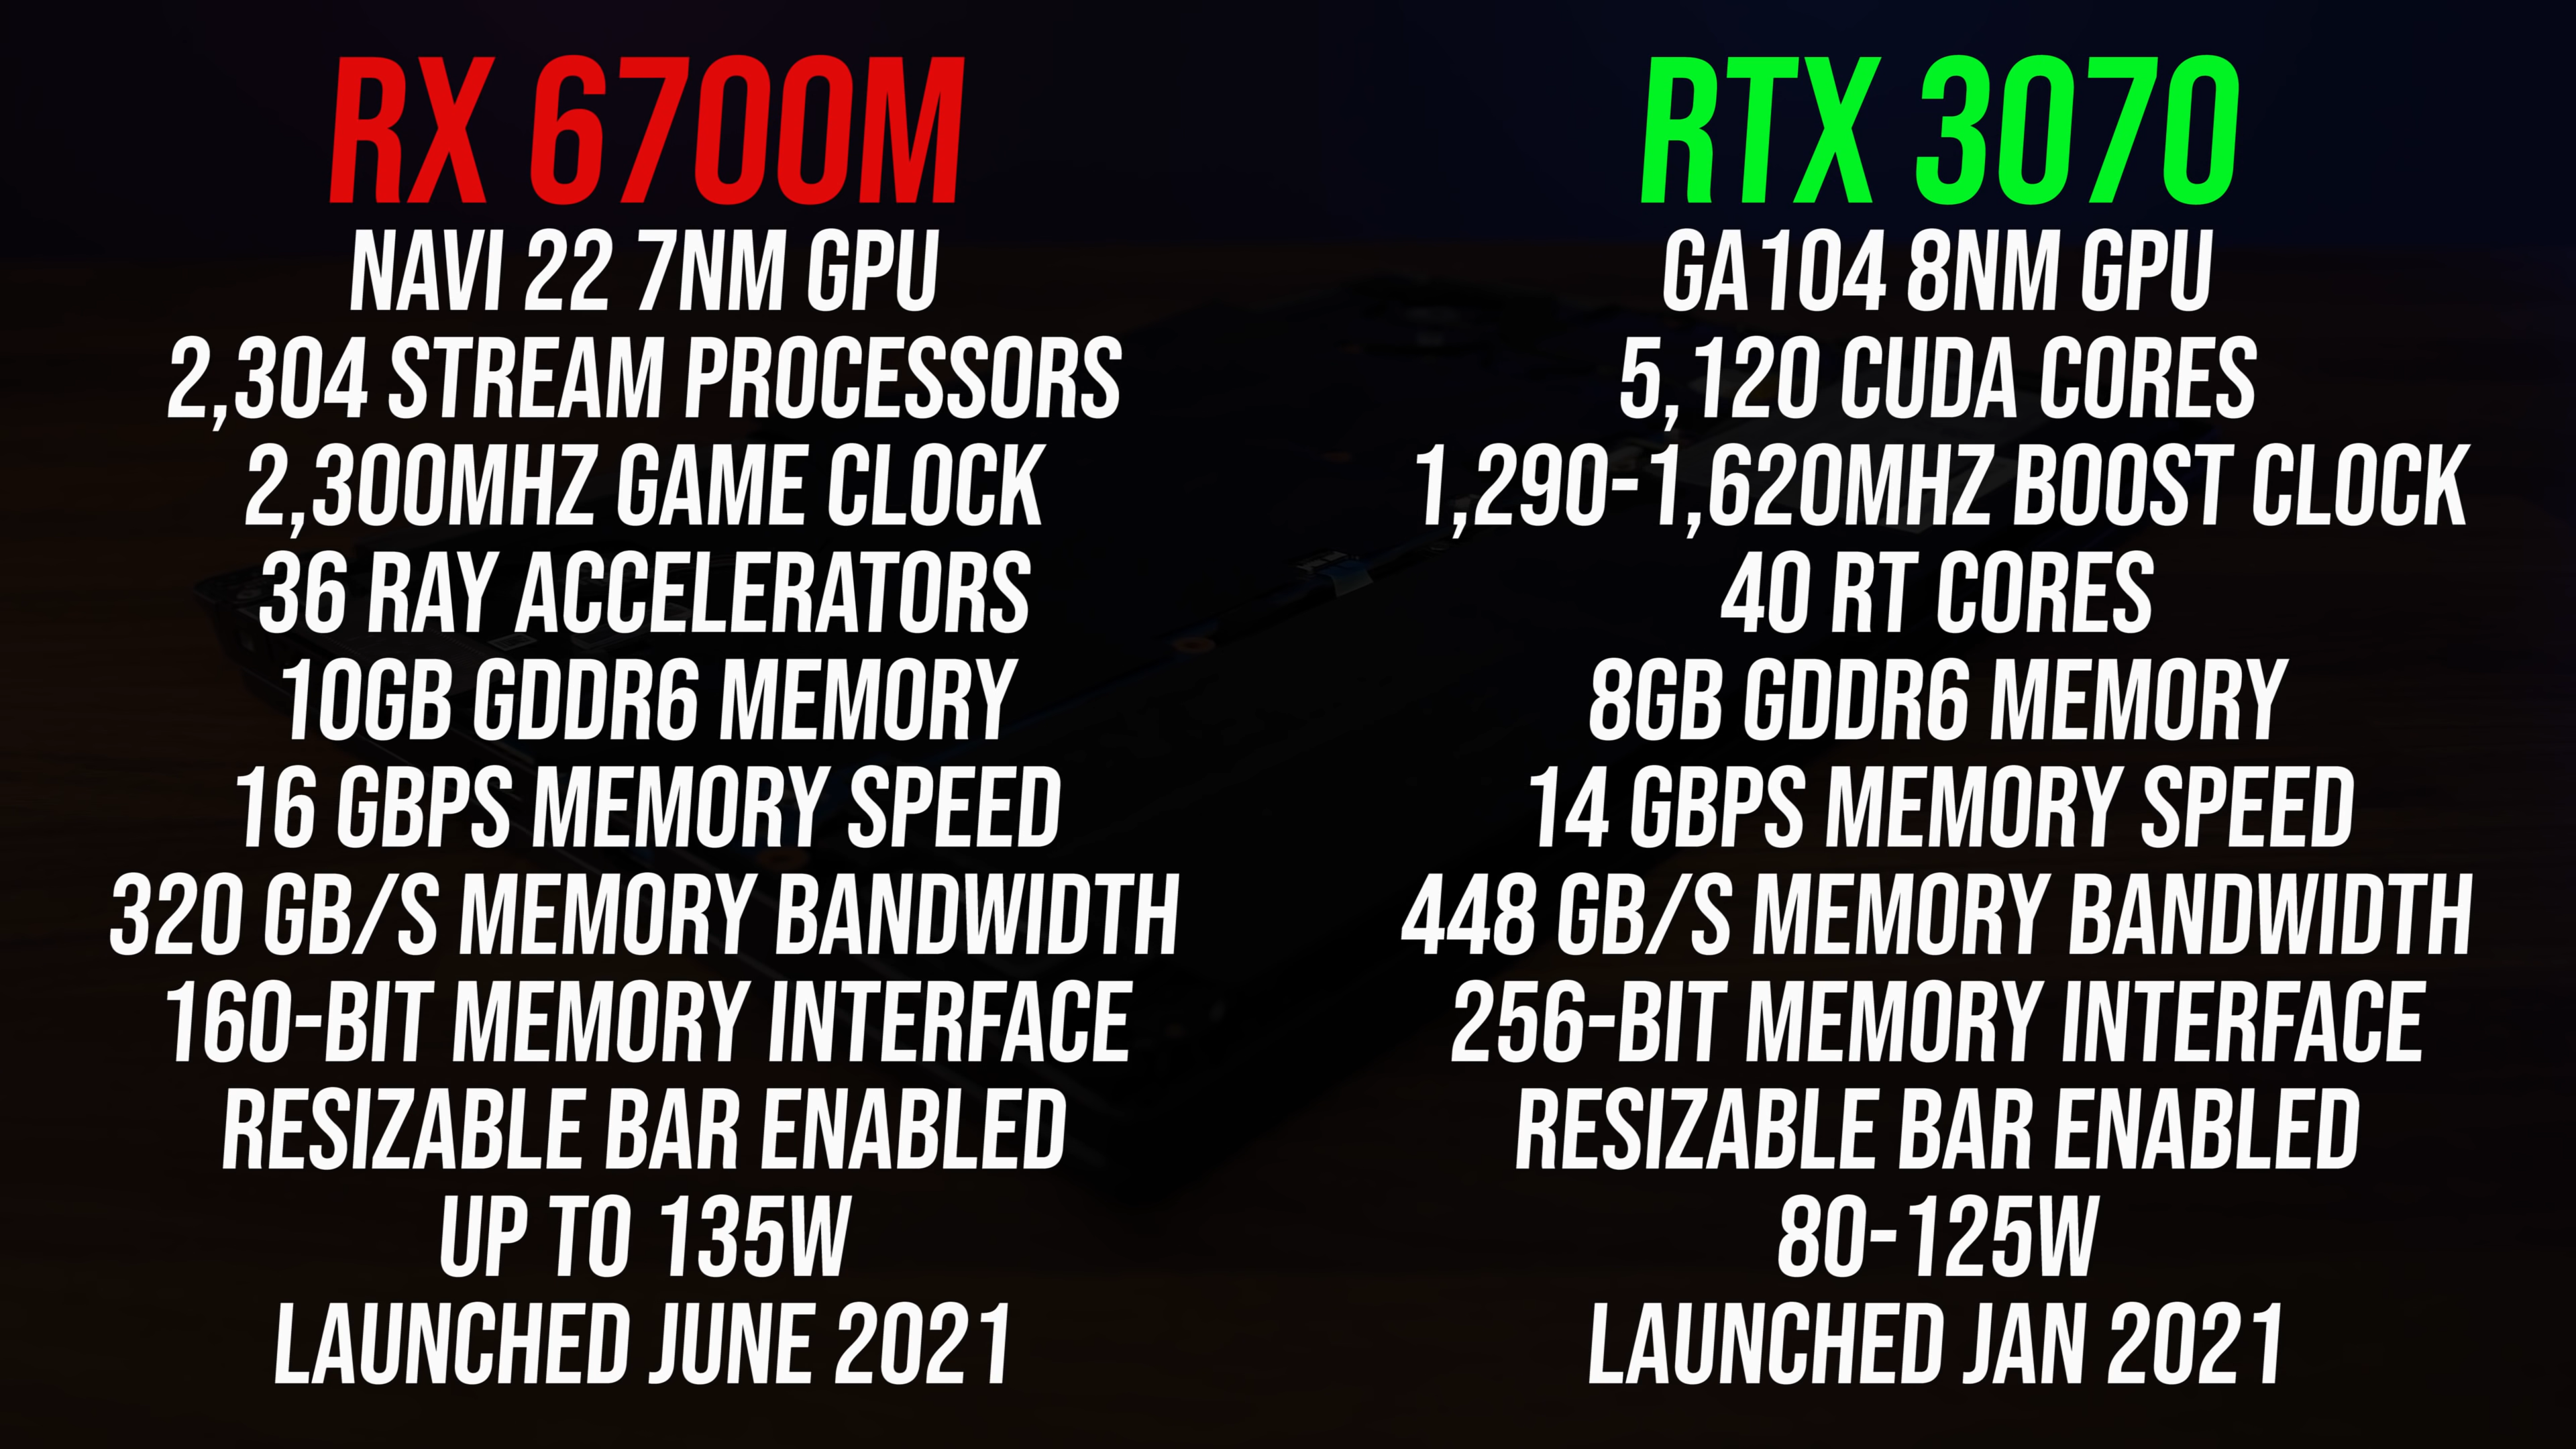 RX 6700M
NAVI 22 7NM GPU
2,304 STREAM PROCESSORS
2,300MHZ GAME CLOCK
36 RAY ACCELERATORS
10GB GDDR6 MEMORY
16 GBPS MEMORY SPEED
320 GB/S MEMORY BANDWIDTH
160-BIT MEMORY INTERFACE
RESIZABLE BAR ENABLED
UP TO 135W
LAUNCHED JUNE 2021
RTX 3070
GA104 8NM GPU
5,120 CUDA CORES
1,290-1,620MHZ BOOST CLOCK
40 RT CORES
8GB GDDR6 MEMORY
14 GBPS MEMORY SPEED
448 GB/S MEMORY BANDWIDTH
256-BIT MEMORY INTERFACE
RESIZABLE BAR ENABLED
80-125W
LAUNCHED JAN 2021